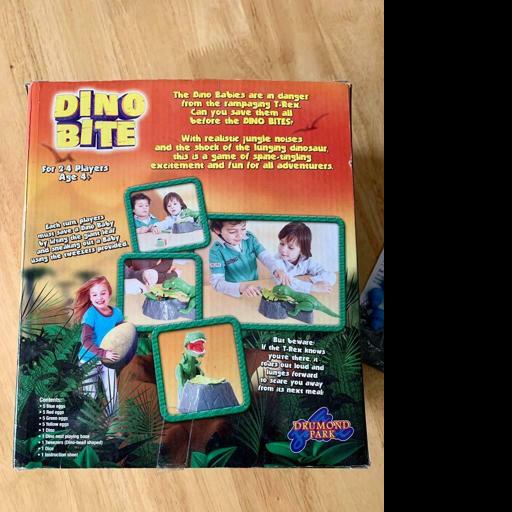 DINO
BITE
For 2-4 Players
Age 4+
The Dino Babies are in danger
from the rampaging T-Rex.
Can you save them all
before the DINO BITES?
With realistic jungle noises
and the shock of the lunging dinosaur,
this is a game of spine-tingling
excitement and fun for all adventurers.
Each turn players
must save a Dino Baby
by lifting the giant leaf
and sneaking out a Baby
using the tweezers provided.
But beware:
if the T-Rex knows
you're there, it
roars out loud and
lunges forward
to scare you away
from its next meal!
Contents:
• 5 Blue eggs
• 5 Red eggs
• 5 Green eggs
• 5 Yellow eggs
• 1 Dino
• 1 Dino nest playing base
• 1 Tweezers (Dino-head shaped)
• 1 Dice
• 1 Instruction sheet
DRUMOND
PARK